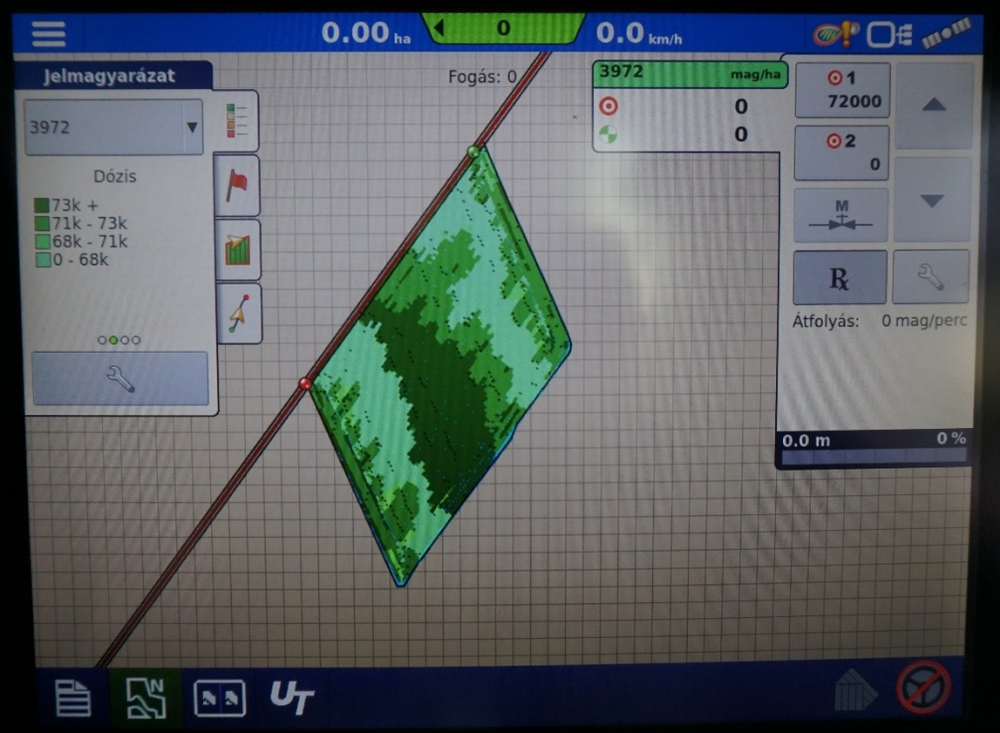 0.00 ha
0
0.0 km/h
Jelmagyarázat
3972
Dózis
73k +
71k - 73k
68k - 71k
0 - 68k
Fogás: 0
3972 mag/ha
0
0
1
72000
2
0
M
Rx
Átfolyás: 0 mag/perc
0.0 m 0 %
N
UT